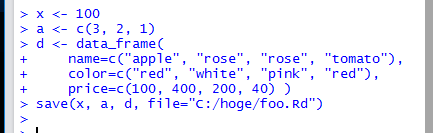 > x <- 100
> a <- c(3, 2, 1)
> d <- data_frame(
+     name=c("apple", "rose", "rose", "tomato"),
+     color=c("red", "white", "pink", "red"),
+     price=c(100, 400, 200, 40) )
> save(x, a, d, file="C:/hoge/foo.Rd")
>
>